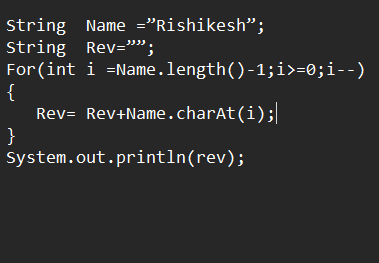 String  Name =”Rishikesh”;
String  Rev=””;
For(int i =Name.length()-1;i>=0;i--)
{
   Rev= Rev+Name.charAt(i);
}
System.out.println(rev);